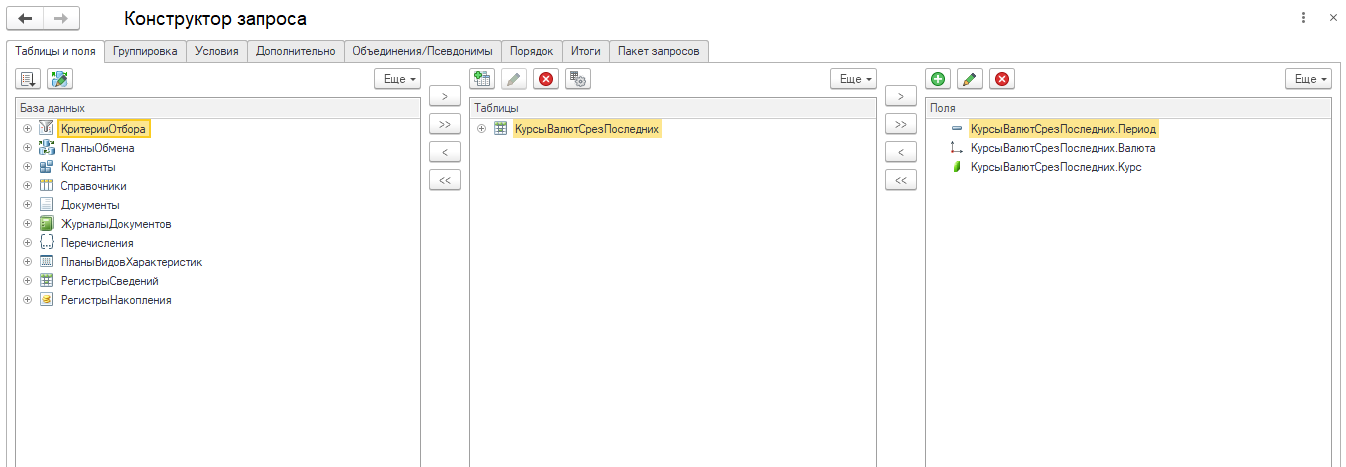 Конструктор запроса
Таблицы и поля Группировка Условия Дополнительно Объединения/Псевдонимы Порядок Итоги Пакет запросов
Еще Еще Еще
База данных
КритерииОтбора
ПланыОбмена
Константы
Справочники
Документы
ЖурналыДокументов
Перечисления
ПланыВидовХарактеристик
РегистрыСведений
РегистрыНакопления
>
>>
<
<<
Таблицы
КурсыВалютСрезПоследних
>
>>
<
<<
Поля
КурсыВалютСрезПоследних.Период
КурсыВалютСрезПоследних.Валюта
КурсыВалютСрезПоследних.Курс